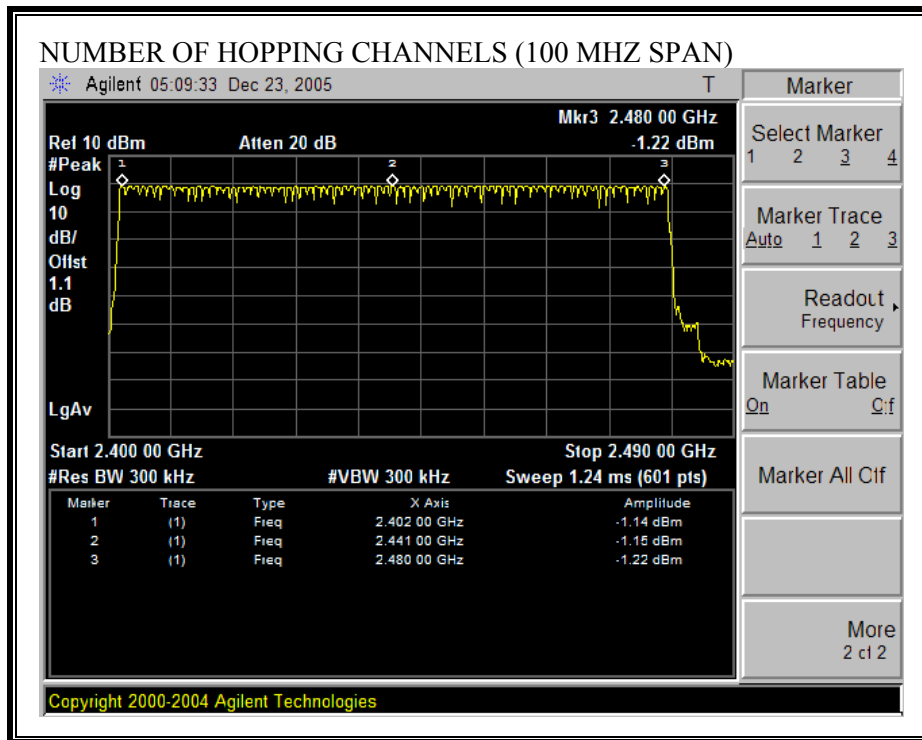 NUMBER OF HOPPING CHANNELS (100 MHZ SPAN)
Agilent 05:09:33 Dec 23, 2005 T
Mkr3 2.480 00 GHz
Ref 10 dBm Atten 20 dB -1.22 dBm
#Peak
Log
10
dB/
Offst
1.1
dB
LgAv
1 2 3
Start 2.400 00 GHz Stop 2.490 00 GHz
#Res BW 300 kHz #VBW 300 kHz Sweep 1.24 ms (601 pts)
Marker Trace Type X Axis Amplitude
1 (1) Freq 2.402 00 GHz -1.14 dBm
2 (1) Freq 2.441 00 GHz -1.15 dBm
3 (1) Freq 2.480 00 GHz -1.22 dBm
Copyright 2000-2004 Agilent Technologies
Marker
Select Marker
1 2 3 4
Marker Trace
Auto 1 2 3
Readout
Frequency
Marker Table
On Off
Marker All Off
More
2 of 2